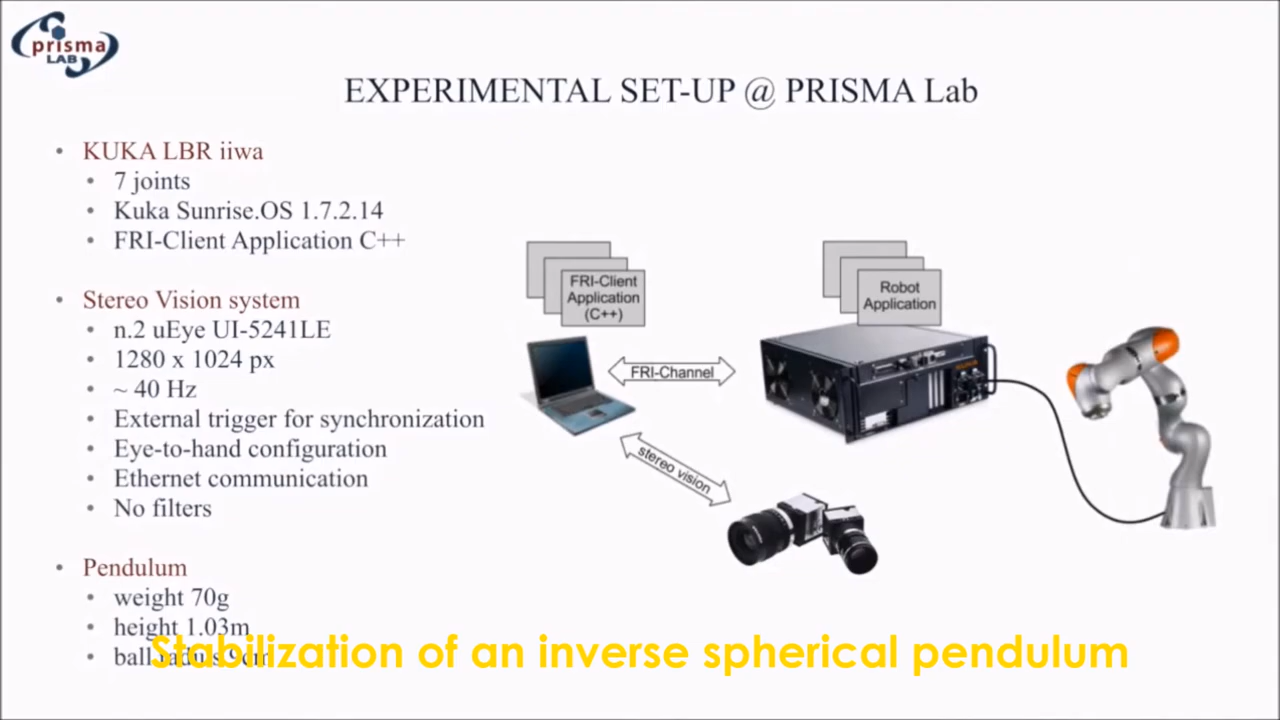 prisma
LAB
EXPERIMENTAL SET-UP @ PRISMA Lab
• KUKA LBR iiwa
• 7 joints
• Kuka Sunrise.OS 1.7.2.14
• FRI-Client Application C++
• Stereo Vision system
• n.2 uEye UI-5241LE
• 1280 x 1024 px
• ~ 40 Hz
• External trigger for synchronization
• Eye-to-hand configuration
• Ethernet communication
• No filters
• Pendulum
• weight 70g
• height 1.03m
• ball radius 9cm
FRI-Client
Application
(C++)
Robot
Application
FRI-Channel
stereo vision
Stabilization of an inverse spherical pendulum